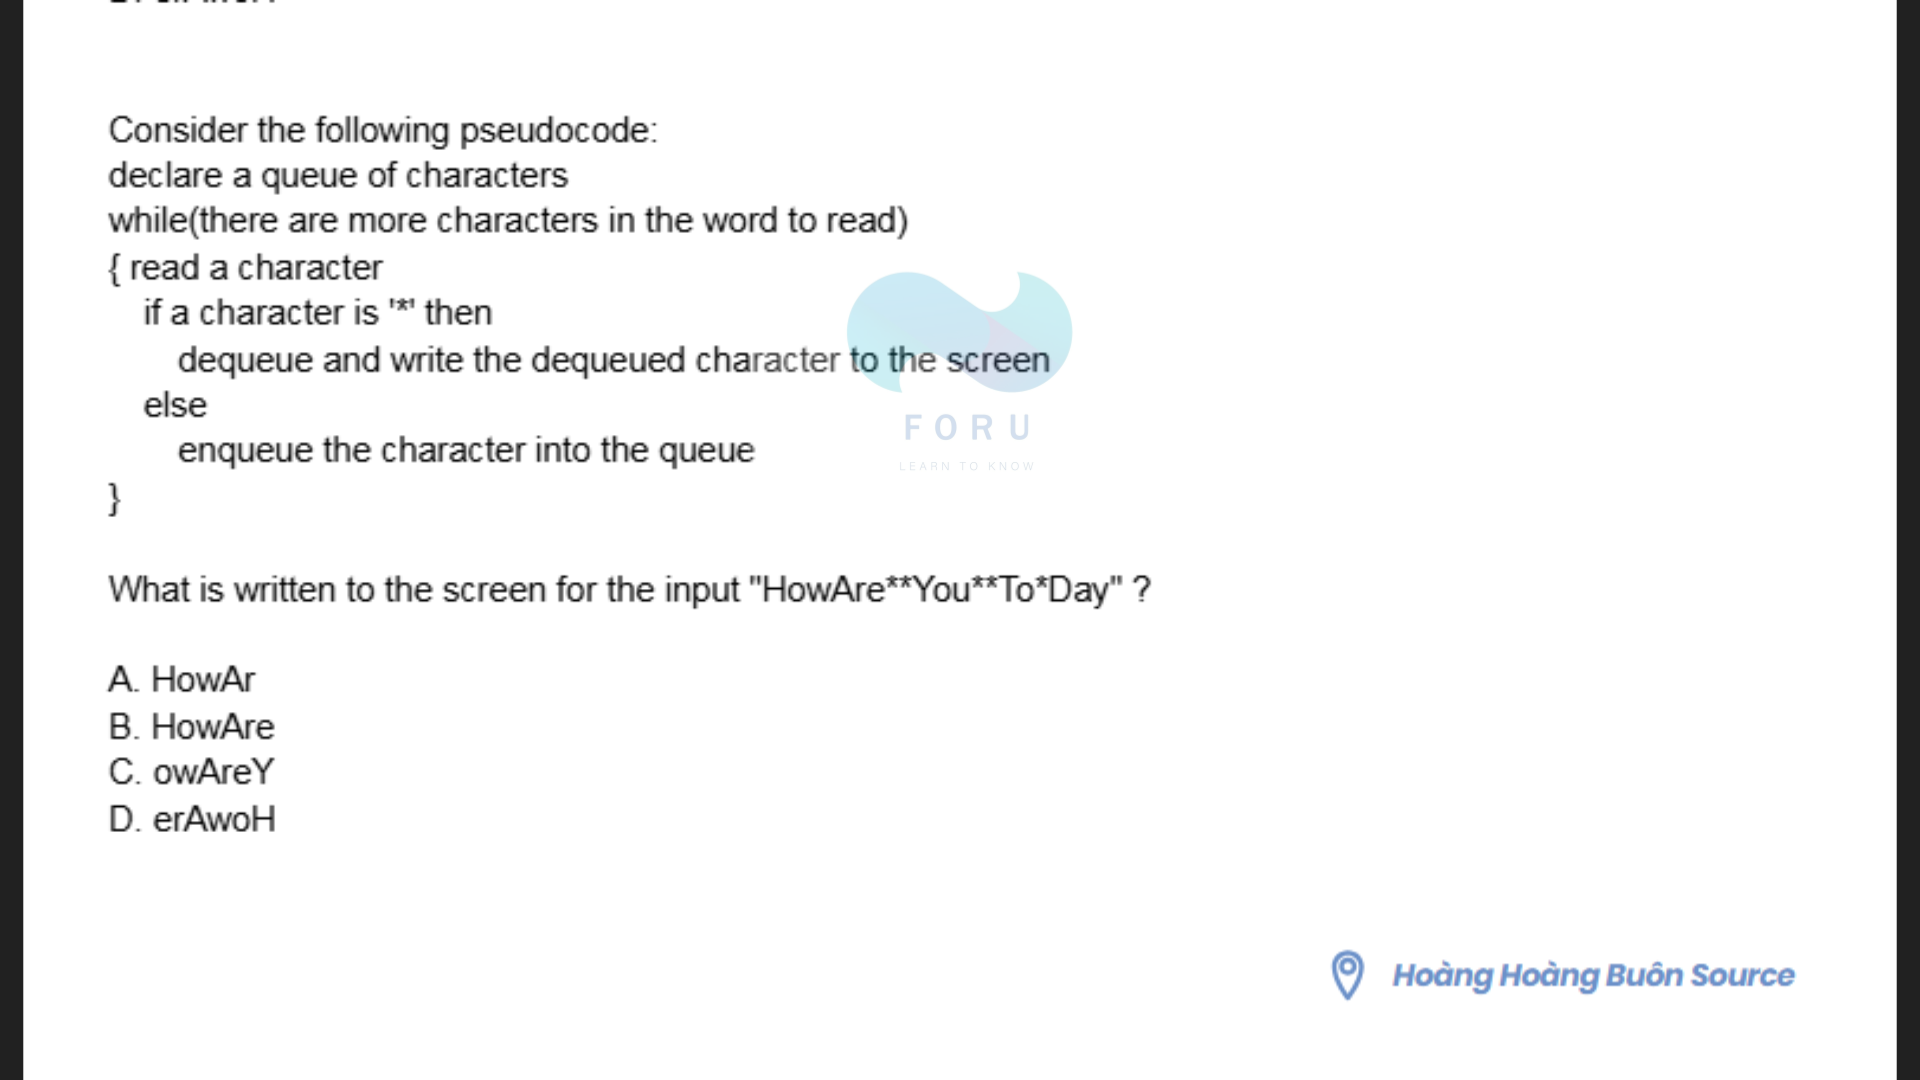 Consider the following pseudocode:
declare a queue of characters
while(there are more characters in the word to read)
{ read a character
if a character is '*' then
dequeue and write the dequeued character to the screen
else
enqueue the character into the queue
}
FORU
LEARN TO KNOW
What is written to the screen for the input "HowAre**You**To*Day" ?
A. HowAr
B. HowAre
C. owAreY
D. erAwoH
Hoàng Hoàng Buôn Source